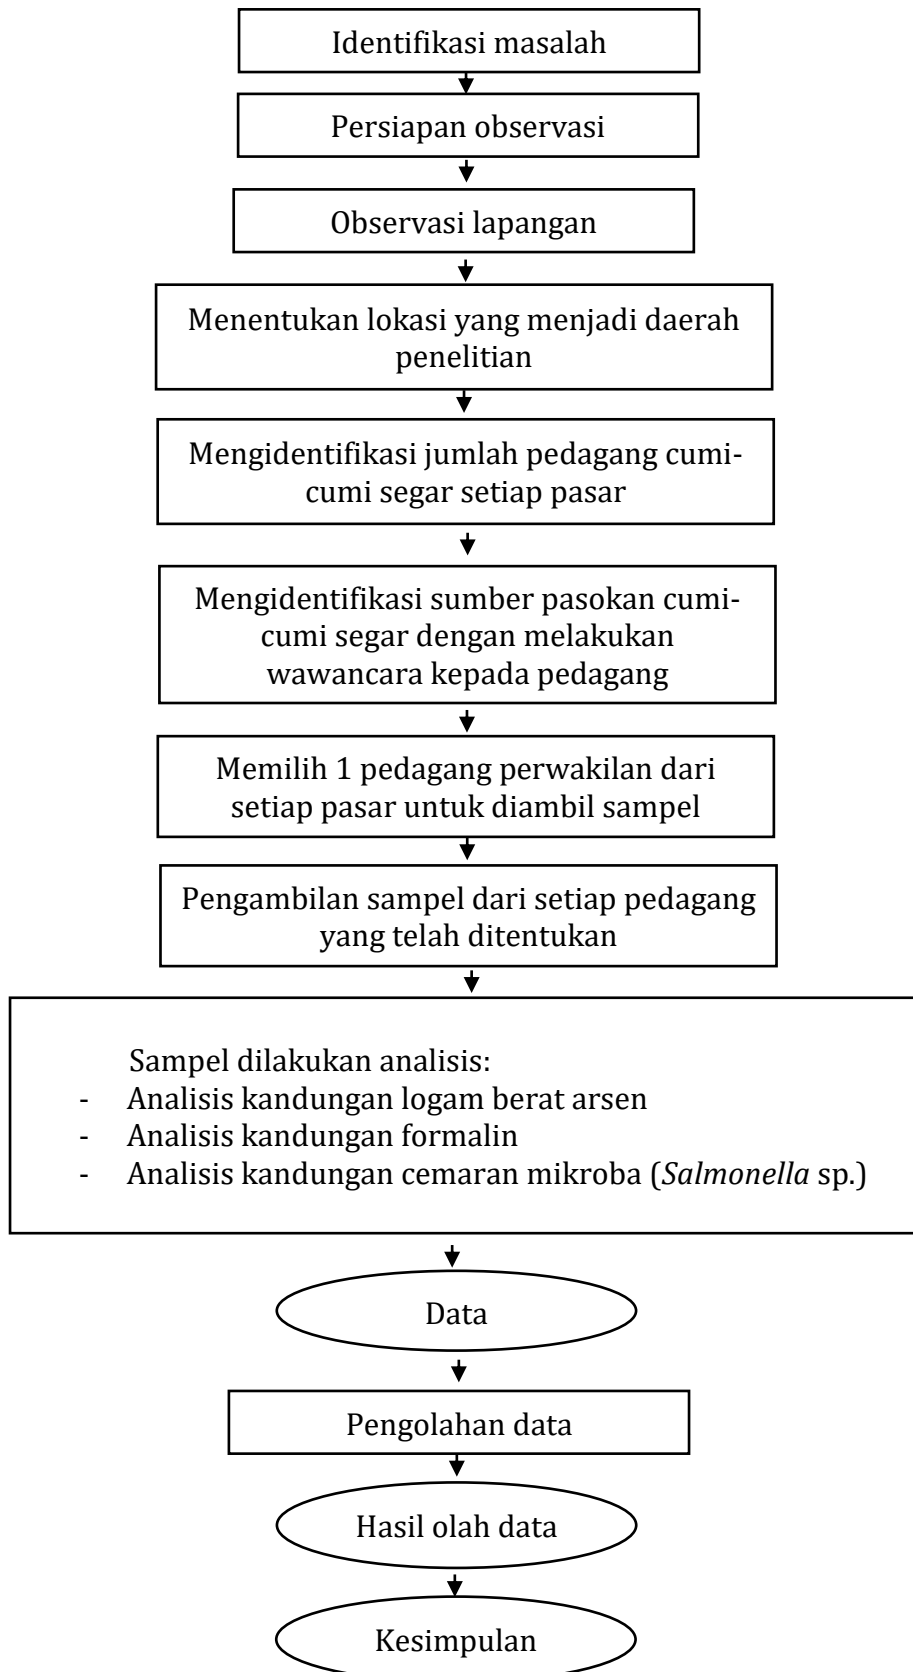 Identifikasi masalah
Persiapan observasi
Observasi lapangan
Menentukan lokasi yang menjadi daerah
penelitian
Mengidentifikasi jumlah pedagang cumi-
cumi segar setiap pasar
Mengidentifikasi sumber pasokan cumi-
cumi segar dengan melakukan
wawancara kepada pedagang
Memilih 1 pedagang perwakilan dari
setiap pasar untuk diambil sampel
Pengambilan sampel dari setiap pedagang
yang telah ditentukan
Sampel dilakukan analisis:
- Analisis kandungan logam berat arsen
- Analisis kandungan formalin
- Analisis kandungan cemaran mikroba (Salmonella sp.)
Data
Pengolahan data
Hasil olah data
Kesimpulan